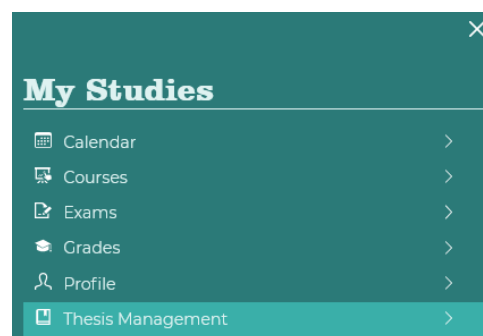 My Studies
Calendar
Courses
Exams
Grades
Profile
Thesis Management